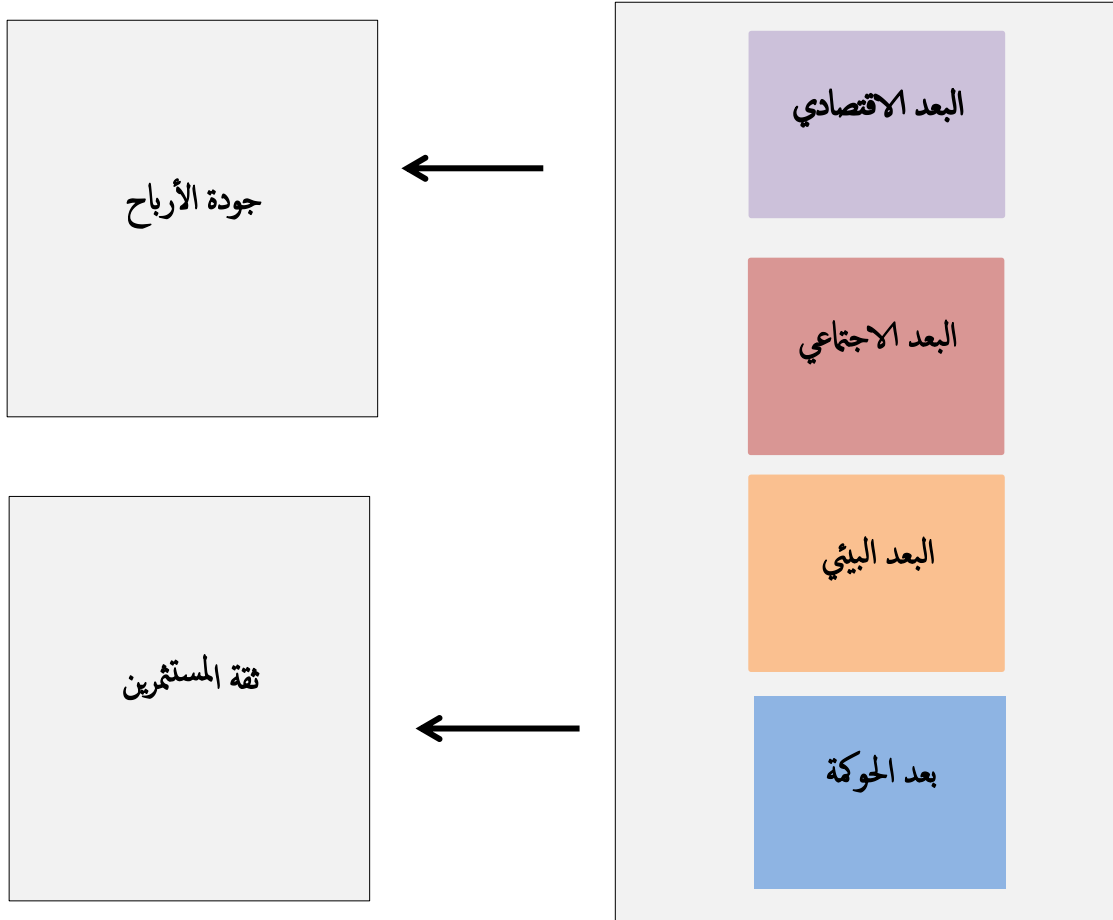 البعد الاقتصادي
البعد الاجتماعي
البعد البيئي
بعد الحوكمة
جودة الأرباح
ثقة المستثمرين